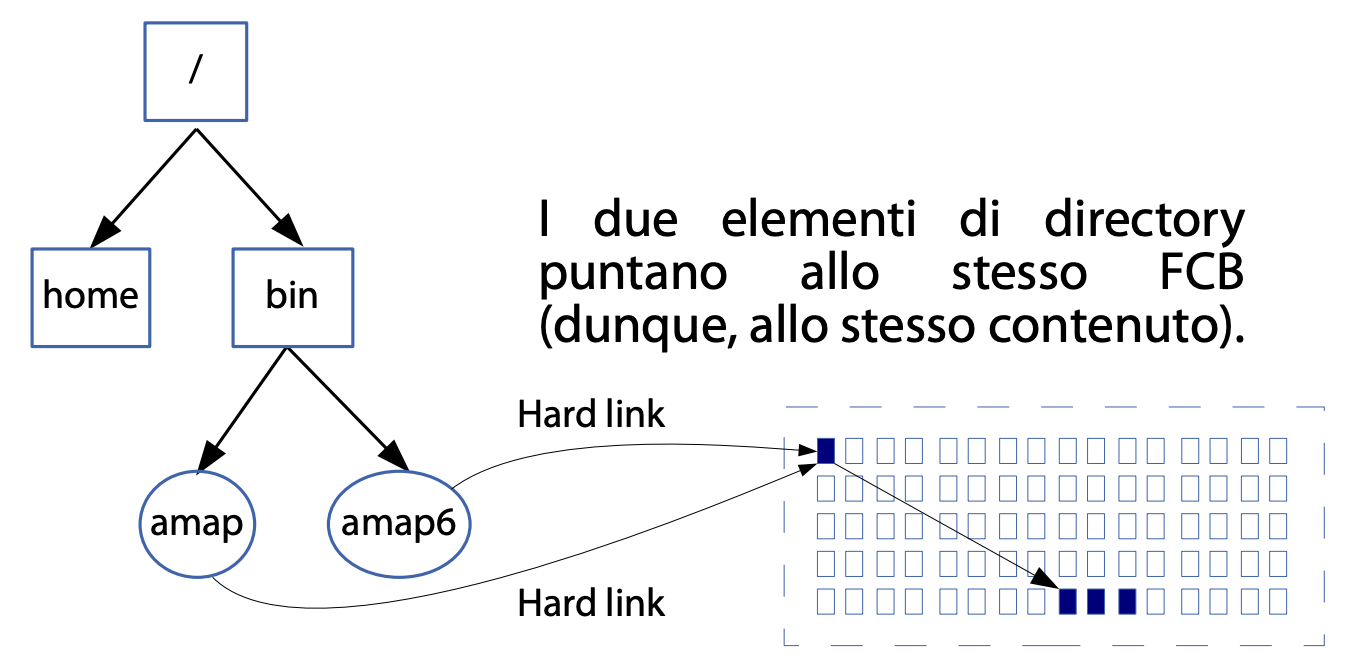 /
home
bin
I due elementi di directory
puntano allo stesso FCB
(dunque, allo stesso contenuto).
Hard link
amap
amap6
Hard link